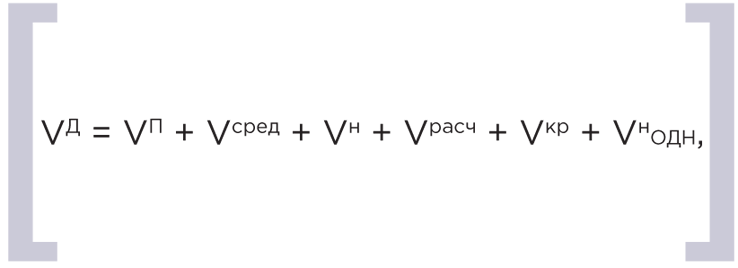 Vᴰ = Vᴾ + Vсред + Vн + Vрасч + Vкр + VнОДН,